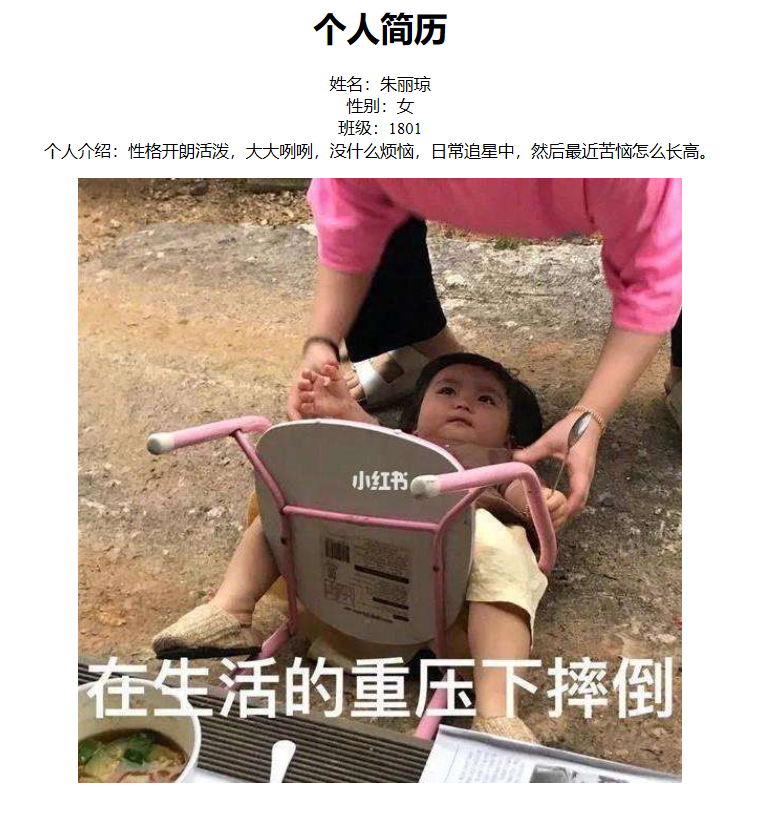 个人简历
姓名：朱丽琼
性别：女
班级：1801
个人介绍：性格开朗活泼，大大咧咧，没什么烦恼，日常追星中，然后最近苦恼怎么长高。
小红书
在生活的重压下摔倒